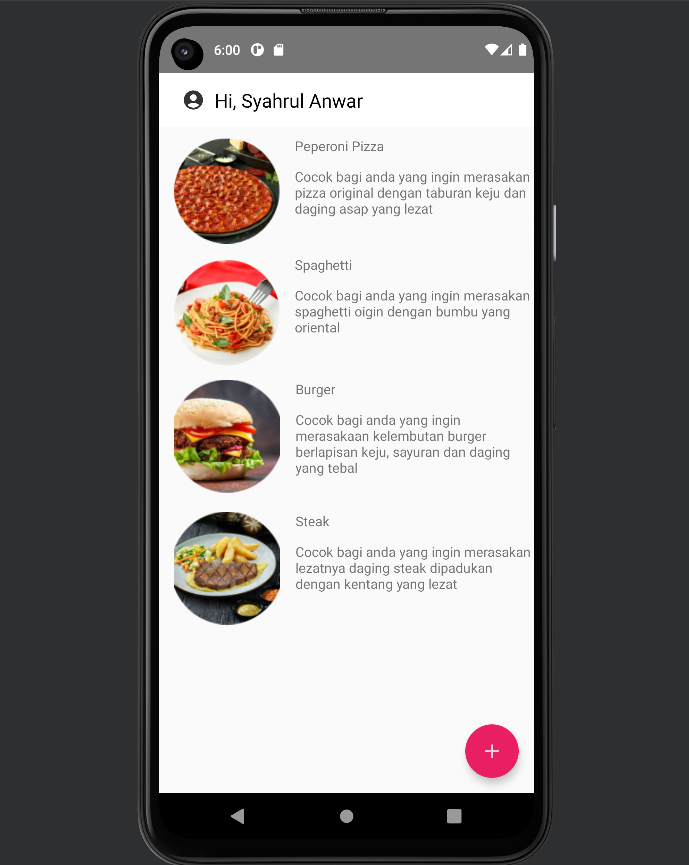 6:00
Hi, Syahrul Anwar
Peperoni Pizza
Cocok bagi anda yang ingin merasakan
pizza original dengan taburan keju dan
daging asap yang lezat
Spaghetti
Cocok bagi anda yang ingin merasakan
spaghetti oigin dengan bumbu yang
oriental
Burger
Cocok bagi anda yang ingin
merasakaan kelembutan burger
berlapisan keju, sayuran dan daging
yang tebal
Steak
Cocok bagi anda yang ingin merasakan
lezatnya daging steak dipadukan
dengan kentang yang lezat